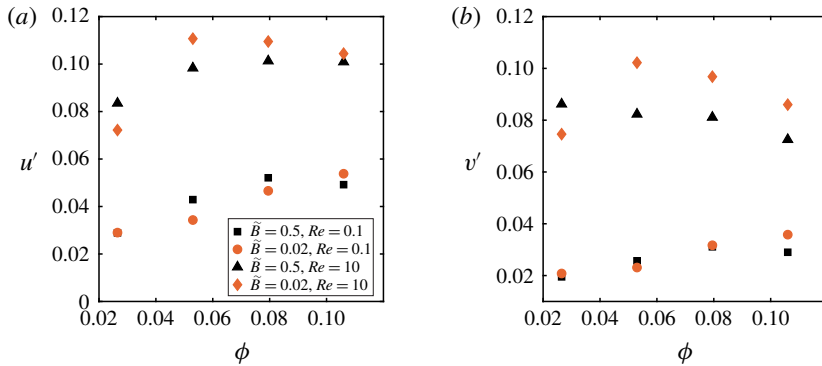 (a)
0.12
0.10
0.08
0.06
0.04
0.02
0
u′
B̃ = 0.5, Re = 0.1
B̃ = 0.02, Re = 0.1
B̃ = 0.5, Re = 10
B̃ = 0.02, Re = 10
0.02 0.04 0.06 0.08 0.10
ϕ
(b)
0.12
0.10
0.08
0.06
0.04
0.02
v′
0.02 0.04 0.06 0.08 0.10
ϕ